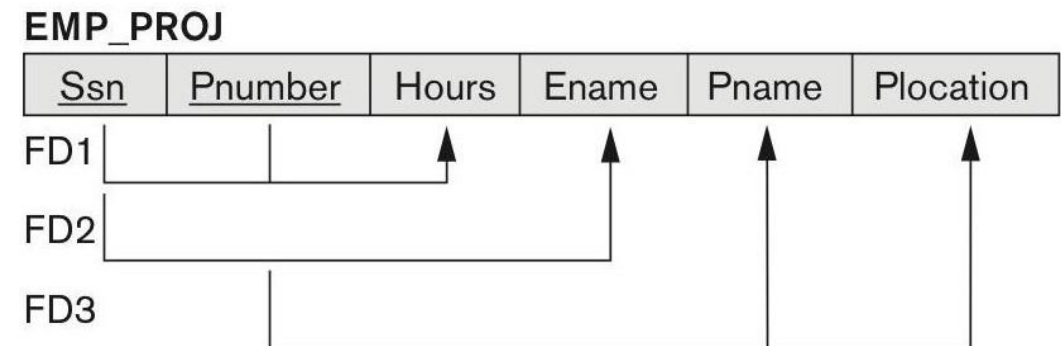 EMP_PROJ
Ssn Pnumber Hours Ename Pname Plocation
FD1
FD2
FD3